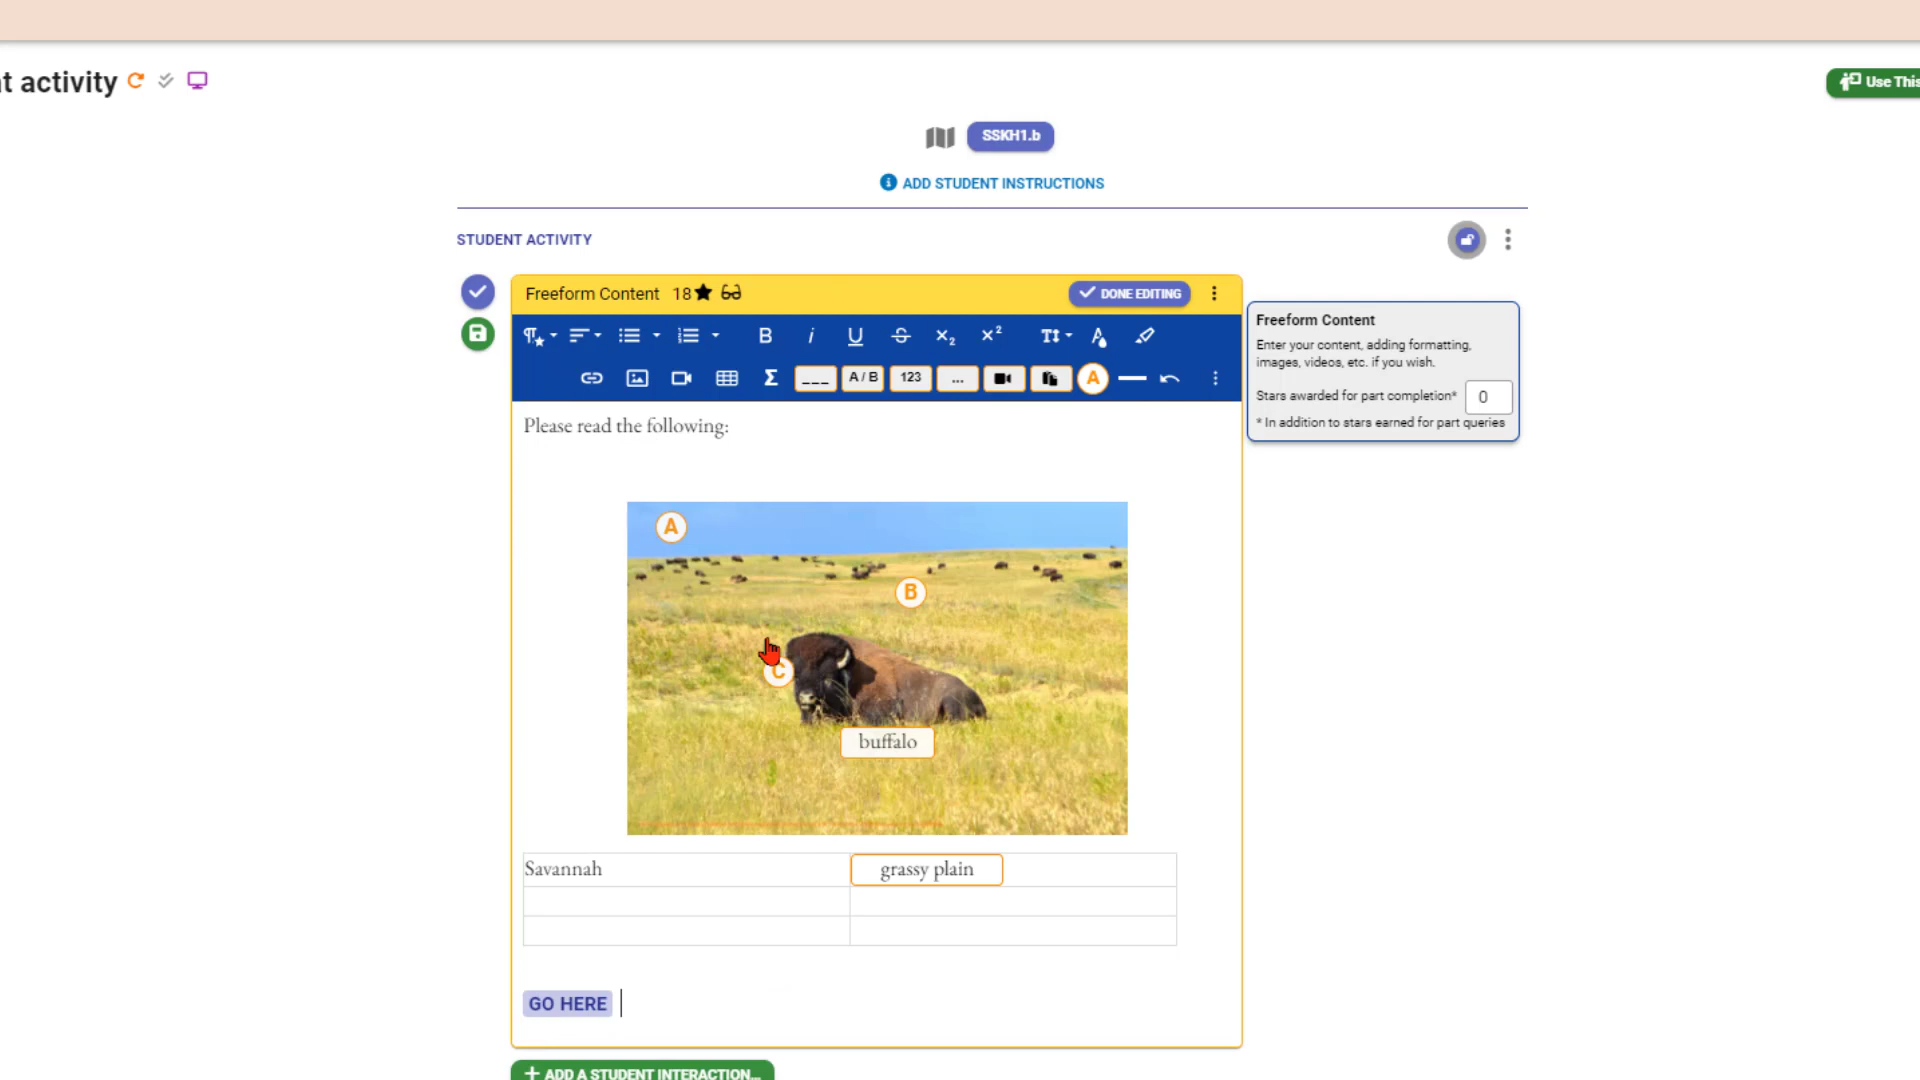 t activity
Use This
SSKH1.b
ADD STUDENT INSTRUCTIONS
STUDENT ACTIVITY
Freeform Content 18
DONE EDITING
B i U S X₂ X²
A / B 123 ... A
Freeform Content
Enter your content, adding formatting,
images, videos, etc. if you wish.
Stars awarded for part completion* 0
* In addition to stars earned for part queries
Please read the following:
A
B
C
buffalo
Savannah grassy plain
GO HERE
+ ADD A STUDENT INTERACTION...